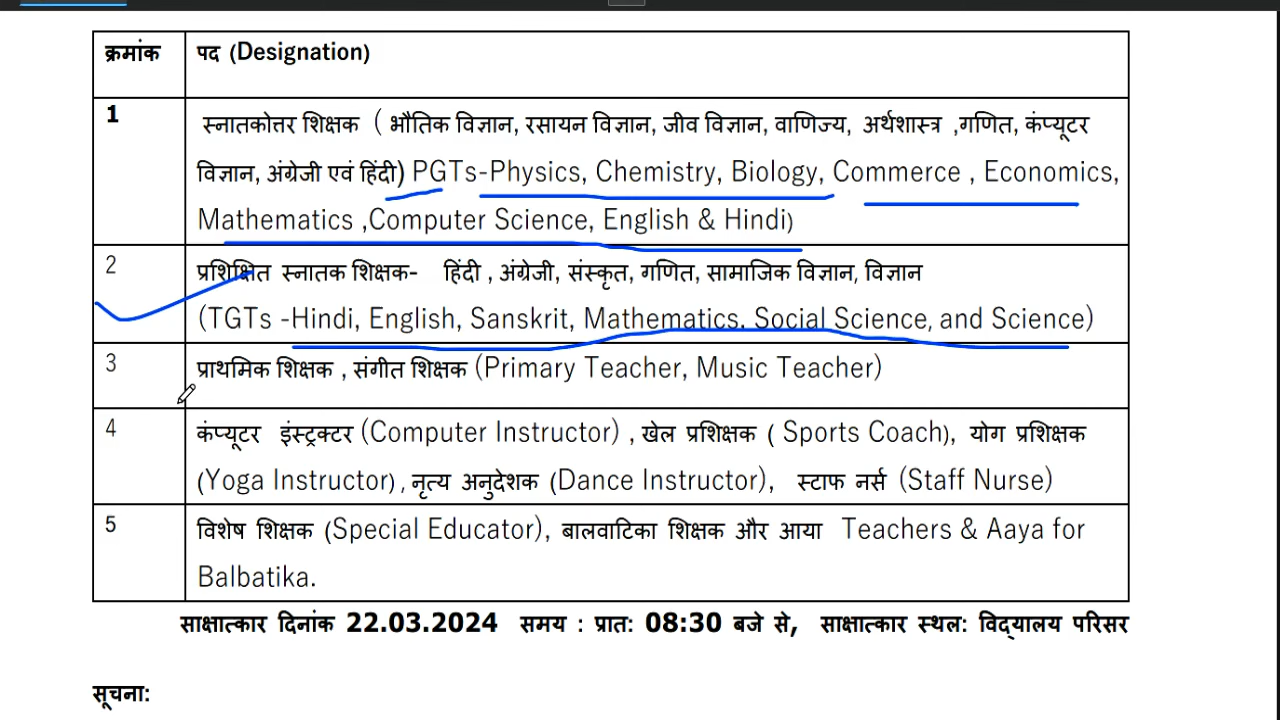 क्रमांक पद (Designation)
1 स्नातकोत्तर शिक्षक ( भौतिक विज्ञान, रसायन विज्ञान, जीव विज्ञान, वाणिज्य, अर्थशास्त्र ,गणित, कंप्यूटर
विज्ञान, अंग्रेजी एवं हिंदी) PGTs-Physics, Chemistry, Biology, Commerce , Economics,
Mathematics ,Computer Science, English & Hindi)
2 प्रशिक्षित स्नातक शिक्षक- हिंदी , अंग्रेजी, संस्कृत, गणित, सामाजिक विज्ञान, विज्ञान
(TGTs -Hindi, English, Sanskrit, Mathematics, Social Science, and Science)
3 प्राथमिक शिक्षक , संगीत शिक्षक (Primary Teacher, Music Teacher)
4 कंप्यूटर इंस्ट्रक्टर (Computer Instructor) , खेल प्रशिक्षक ( Sports Coach), योग प्रशिक्षक
(Yoga Instructor) , नृत्य अनुदेशक (Dance Instructor), स्टाफ नर्स (Staff Nurse)
5 विशेष शिक्षक (Special Educator), बालवाटिका शिक्षक और आया Teachers & Aaya for
Balbatika.
साक्षात्कार दिनांक 22.03.2024 समय : प्रात: 08:30 बजे से, साक्षात्कार स्थल: विद्यालय परिसर
सूचना: